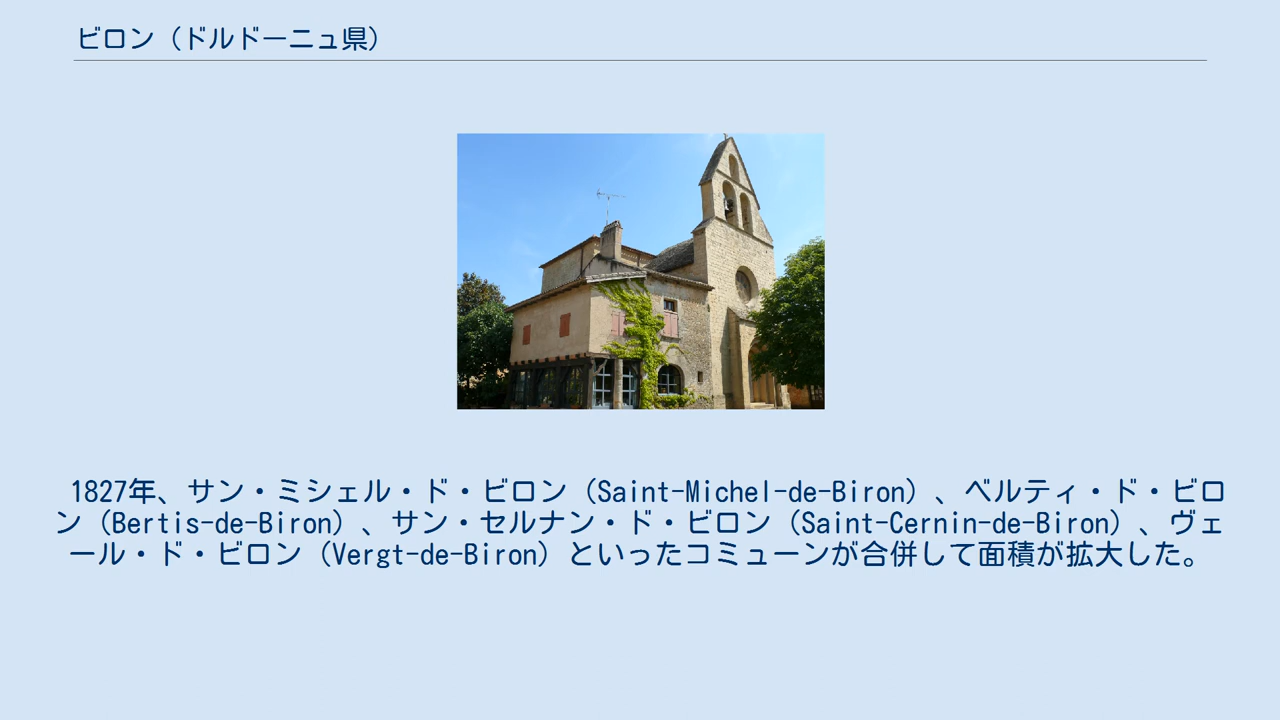 ビロン（ドルドーニュ県）
1827年、サン・ミシェル・ド・ビロン（Saint-Michel-de-Biron）、ベルティ・ド・ビロ
ン（Bertis-de-Biron）、サン・セルナン・ド・ビロン（Saint-Cernin-de-Biron）、ヴェ
ール・ド・ビロン（Vergt-de-Biron）といったコミューンが合併して面積が拡大した。